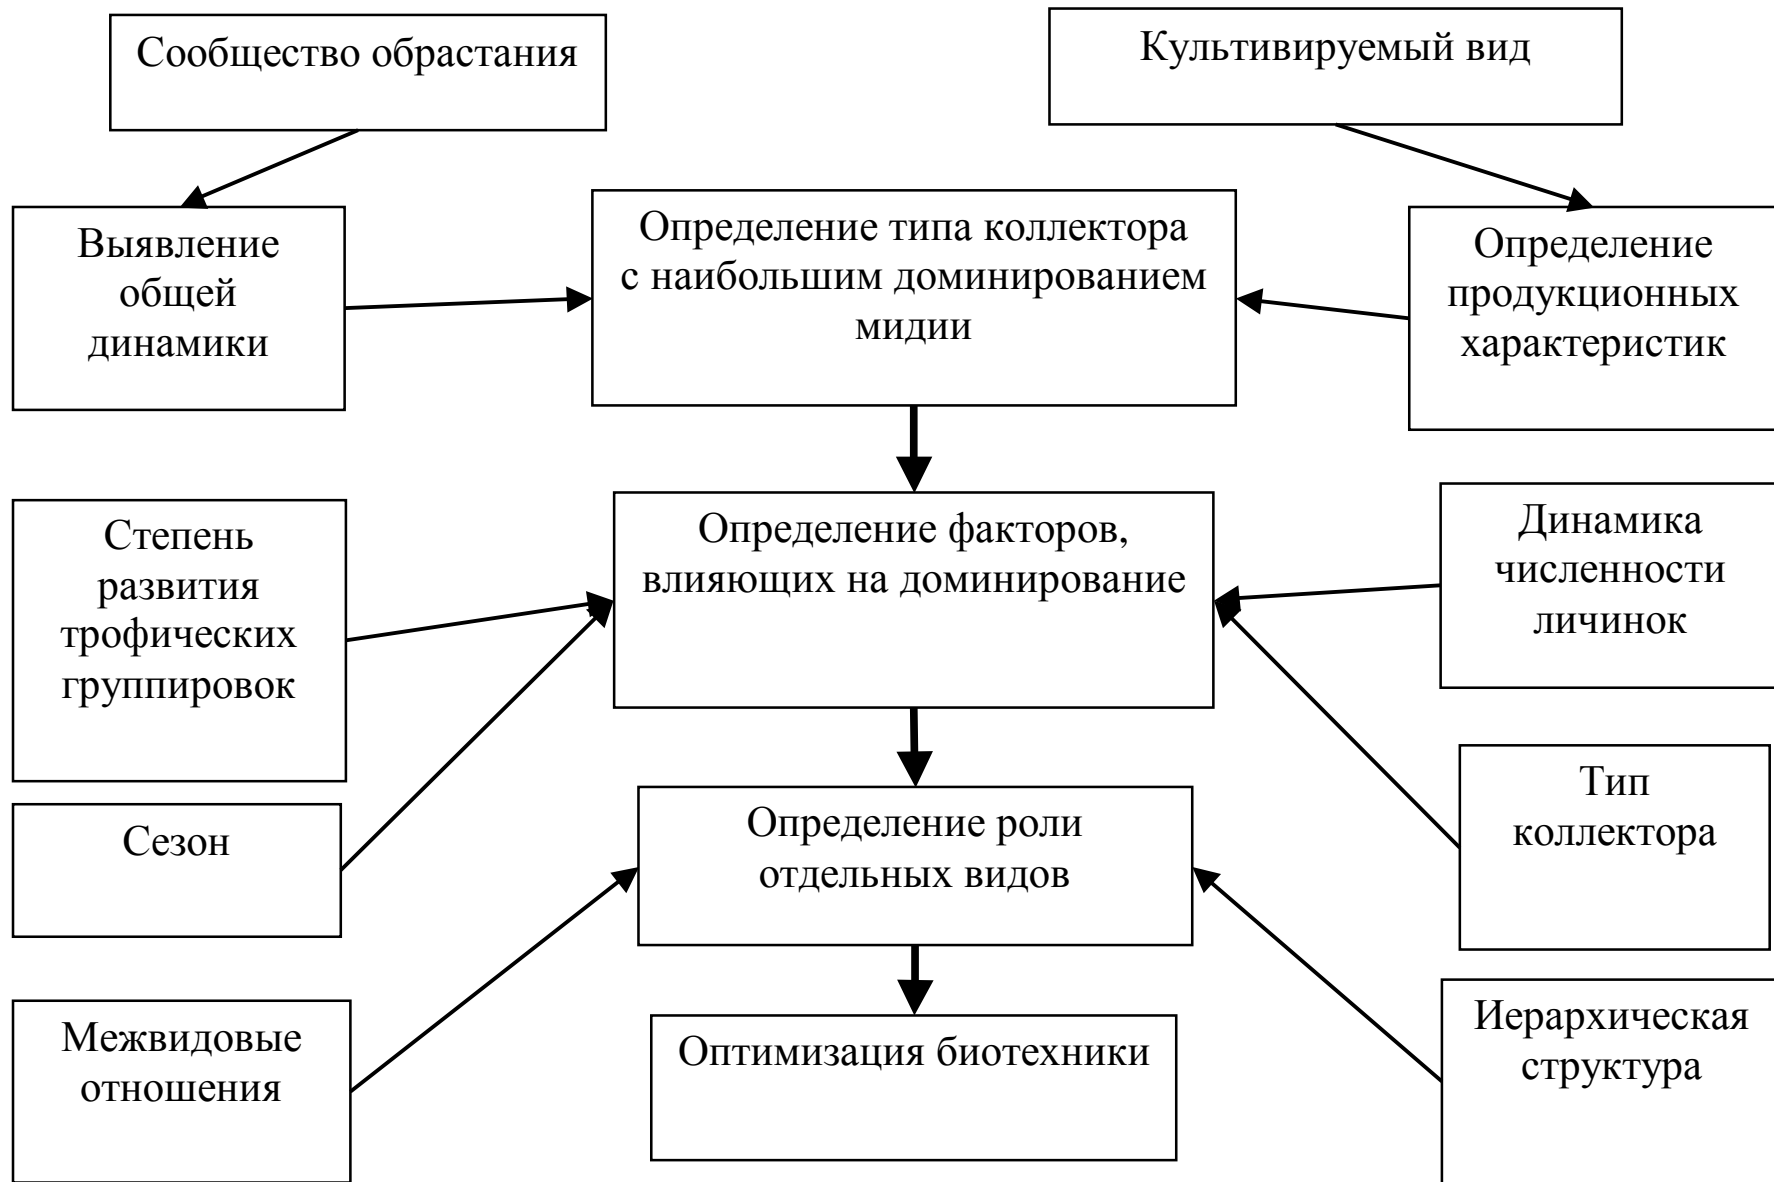 Сообщество обрастания
Культивируемый вид
Выявление
общей
динамики
Определение типа коллектора
с наибольшим доминированием
мидии
Определение
продукционных
характеристик
Степень
развития
трофических
группировок
Определение факторов,
влияющих на доминирование
Динамика
численности
личинок
Сезон
Определение роли
отдельных видов
Тип
коллектора
Межвидовые
отношения
Оптимизация биотехники
Иерархическая
структура